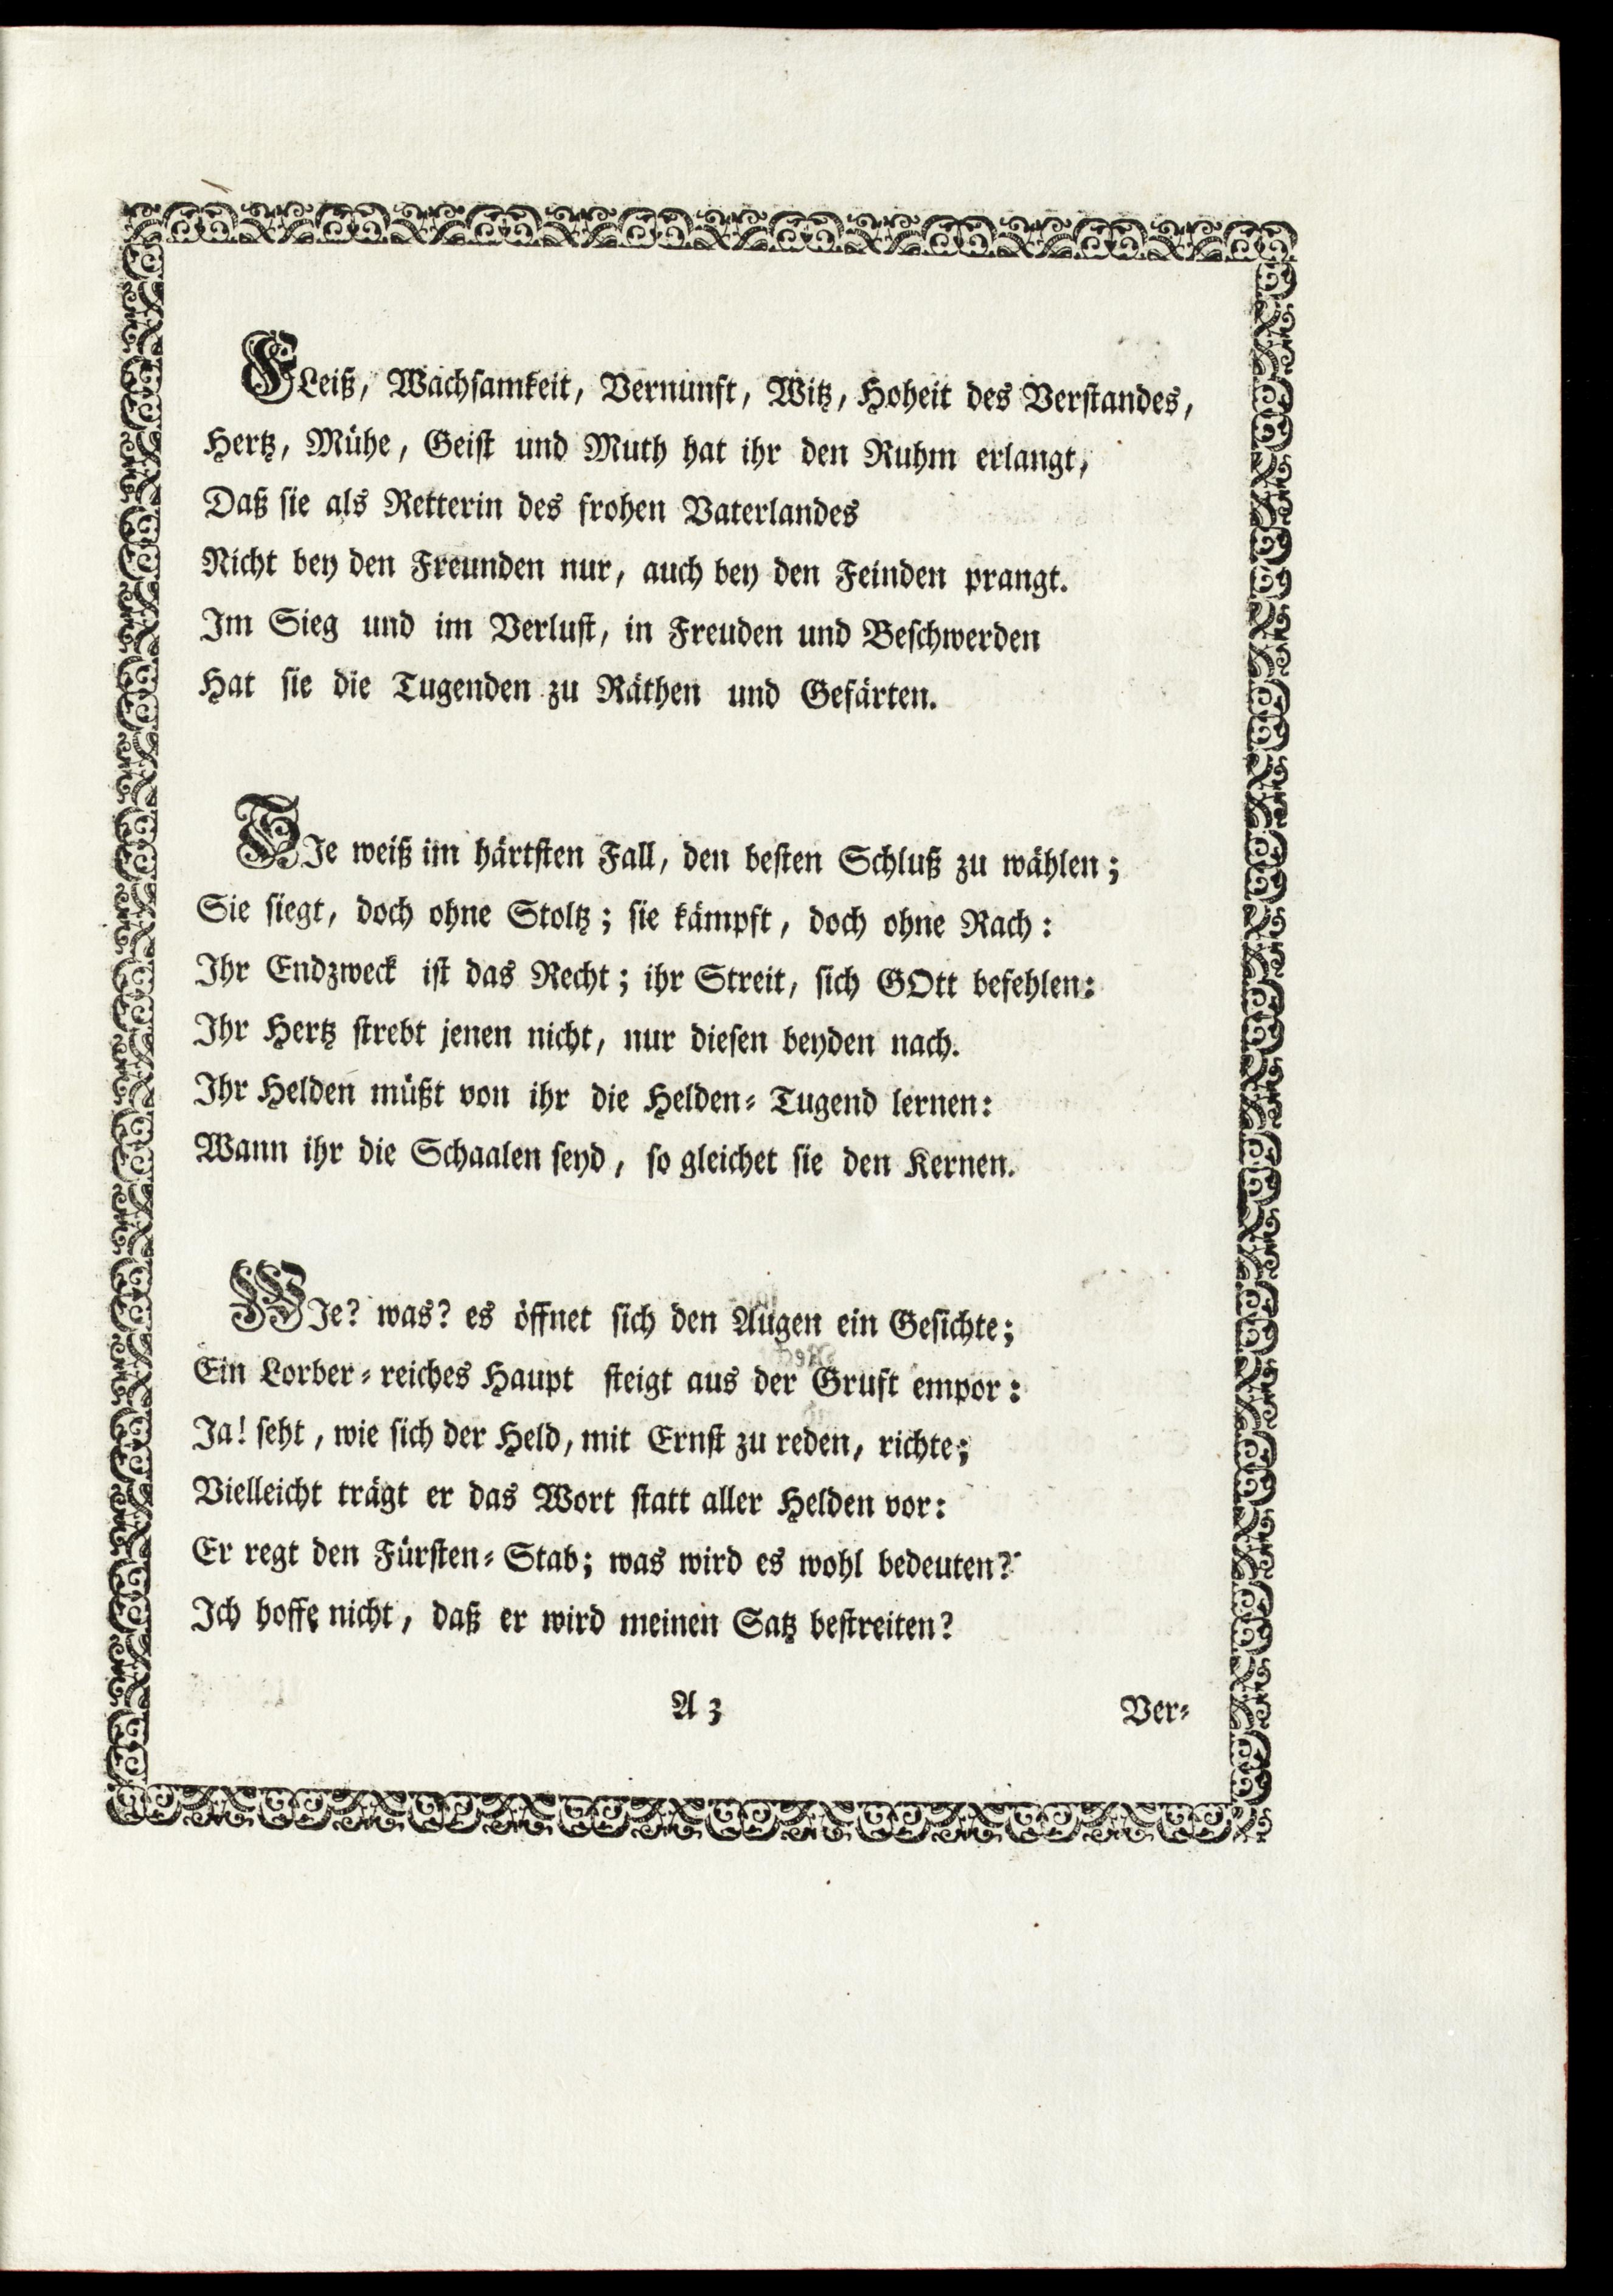 FLeiß, Wachsamkeit, Vernunft, Witz, Hoheit des Verstandes,
Hertz, Mühe, Geist und Muth hat ihr den Ruhm erlangt,
Daß sie als Retterin des frohen Vaterlandes
Nicht bey den Freunden nur, auch bey den Feinden prangt.
Im Sieg und im Verlust, in Freuden und Beschwerden
Hat sie die Tugenden zu Räthen und Gefärten.
SIe weiß im härtsten Fall, den besten Schluß zu wählen;
Sie siegt, doch ohne Stoltz; sie kämpft, doch ohne Rach:
Ihr Endzweck ist das Recht; ihr Streit, sich GOtt befehlen:
Ihr Hertz strebt jenen nicht, nur diesen beyden nach.
Ihr Helden müßt von ihr die Helden-Tugend lernen:
Wann ihr die Schaalen seyd, so gleichet sie den Kernen.
WIe? was? es öffnet sich den Augen ein Gesichte;
Ein Lorber-reiches Haupt steigt aus der Gruft empor:
Ja! seht, wie sich der Held, mit Ernst zu reden, richte;
Vielleicht trägt er das Wort statt aller Helden vor:
Er regt den Fürsten-Stab; was wird es wohl bedeuten?
Ich hoffe nicht, daß er wird meinen Satz bestreiten?
A 3
Ver-